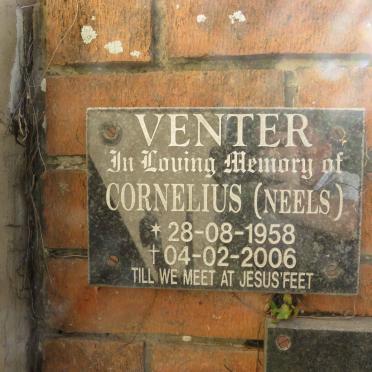 VENTER
In Loving Memory of
CORNELIUS (NEELS)
* 28-08-1958
† 04-02-2006
TILL WE MEET AT JESUS'FEET